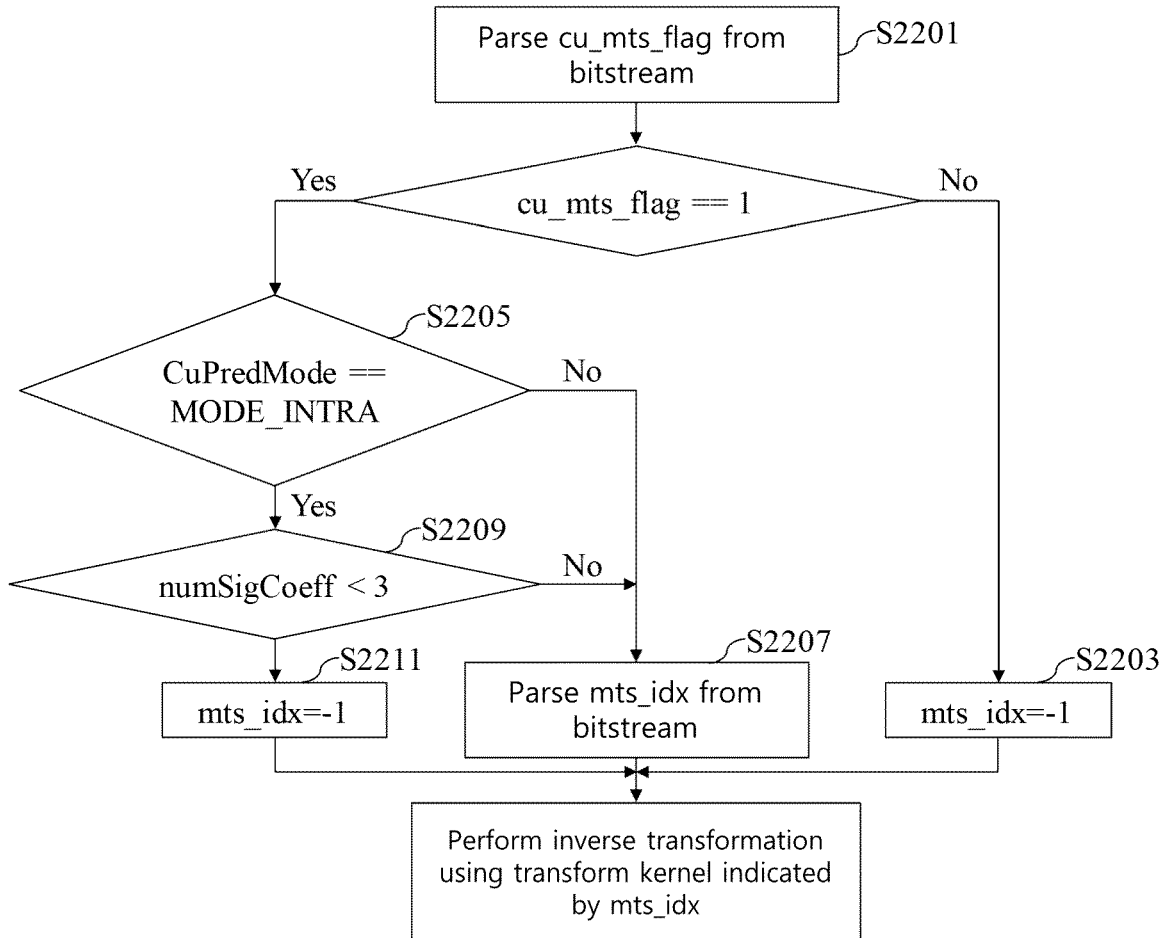 Parse cu_mts_flag from
bitstream
S2201
Yes
No
cu_mts_flag == 1
S2205
CuPredMode ==
MODE_INTRA
No
Yes
S2209
numSigCoeff < 3
No
S2211
mts_idx=-1
S2207
Parse mts_idx from
bitstream
S2203
mts_idx=-1
Perform inverse transformation
using transform kernel indicated
by mts_idx